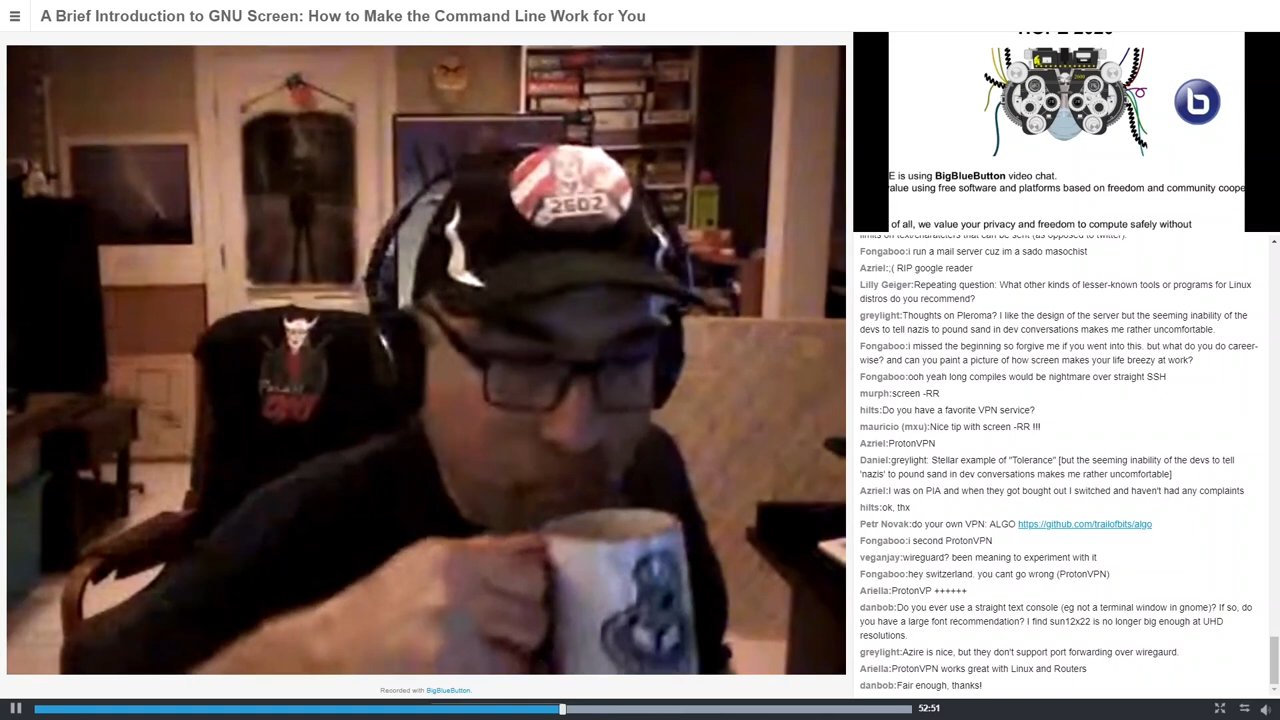 A Brief Introduction to GNU Screen: How to Make the Command Line Work for You
2602
E is using BigBlueButton video chat.
alue using free software and platforms based on freedom and community coope
of all, we value your privacy and freedom to compute safely without
limits on text/characters that can be sent (as opposed to twitter).
Fongaboo:i run a mail server cuz im a sado masochist
Azriel:;( RIP google reader
Lilly Geiger:Repeating question: What other kinds of lesser-known tools or programs for Linux
distros do you recommend?
greylight:Thoughts on Pleroma? I like the design of the server but the seeming inability of the
devs to tell nazis to pound sand in dev conversations makes me rather uncomfortable.
Fongaboo:i missed the beginning so forgive me if you went into this. but what do you do career-
wise? and can you paint a picture of how screen makes your life breezy at work?
Fongaboo:ooh yeah long compiles would be nightmare over straight SSH
murph:screen -RR
hilts:Do you have a favorite VPN service?
mauricio (mxu):Nice tip with screen -RR !!!
Azriel:ProtonVPN
Daniel:greylight: Stellar example of "Tolerance" [but the seeming inability of the devs to tell
'nazis' to pound sand in dev conversations makes me rather uncomfortable]
Azriel:I was on PIA and when they got bought out I switched and haven't had any complaints
hilts:ok, thx
Petr Novak:do your own VPN: ALGO https://github.com/trailofbits/algo
Fongaboo:i second ProtonVPN
veganjay:wireguard? been meaning to experiment with it
Fongaboo:hey switzerland. you cant go wrong (ProtonVPN)
Ariella:ProtonVP ++++++
danbob:Do you ever use a straight text console (eg not a terminal window in gnome)? If so, do
you have a large font recommendation? I find sun12x22 is no longer big enough at UHD
resolutions.
greylight:Azire is nice, but they don't support port forwarding over wiregaurd.
Ariella:ProtonVPN works great with Linux and Routers
danbob:Fair enough, thanks!
Recorded with BigBlueButton.
52:51